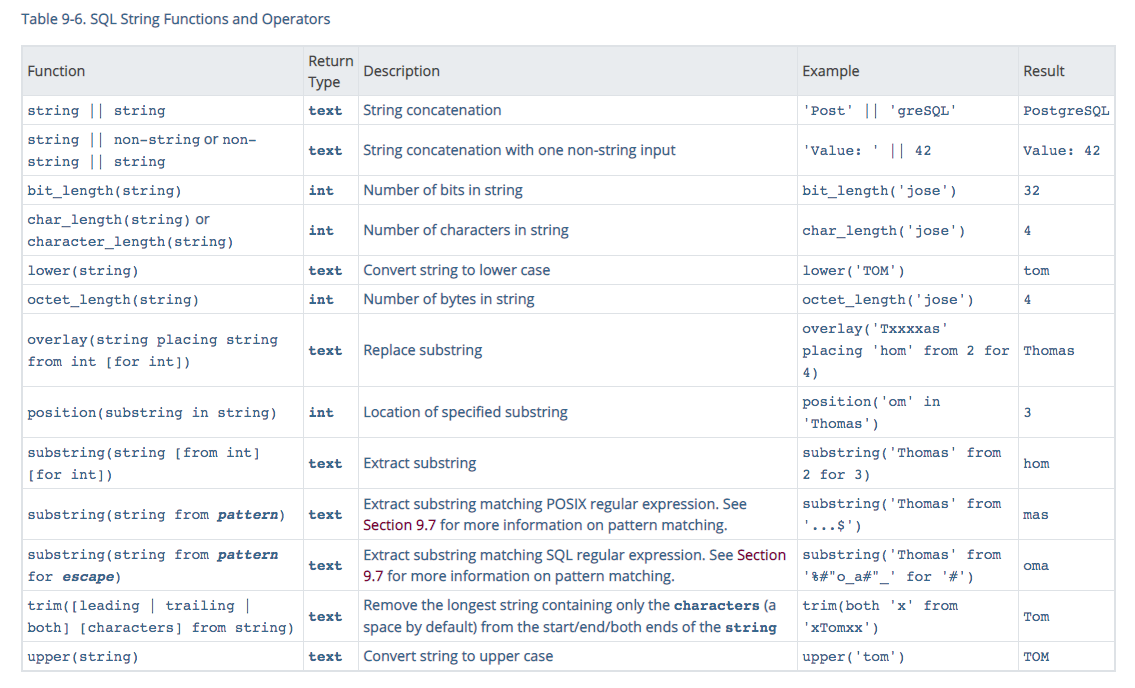 Table 9-6. SQL String Functions and Operators
Function
Return
Type
Description
Example
Result
string || string
text
String concatenation
'Post' || 'greSQL'
PostgreSQL
string || non-string or non-
string || string
text
String concatenation with one non-string input
'Value: ' || 42
Value: 42
bit_length(string)
int
Number of bits in string
bit_length('jose')
32
char_length(string) or
character_length(string)
int
Number of characters in string
char_length('jose')
4
lower(string)
text
Convert string to lower case
lower('TOM')
tom
octet_length(string)
int
Number of bytes in string
octet_length('jose')
4
overlay(string placing string
from int [for int])
text
Replace substring
overlay('Txxxxas'
placing 'hom' from 2 for
4)
Thomas
position(substring in string)
int
Location of specified substring
position('om' in
'Thomas')
3
substring(string [from int]
[for int])
text
Extract substring
substring('Thomas' from
2 for 3)
hom
substring(string from pattern)
text
Extract substring matching POSIX regular expression. See
Section 9.7 for more information on pattern matching.
substring('Thomas' from
'...$')
mas
substring(string from pattern
for escape)
text
Extract substring matching SQL regular expression. See Section
9.7 for more information on pattern matching.
substring('Thomas' from
'%#"o_a#"_' for '#')
oma
trim([leading | trailing |
both] [characters] from string)
text
Remove the longest string containing only the characters (a
space by default) from the start/end/both ends of the string
trim(both 'x' from
'xTomxx')
Tom
upper(string)
text
Convert string to upper case
upper('tom')
TOM